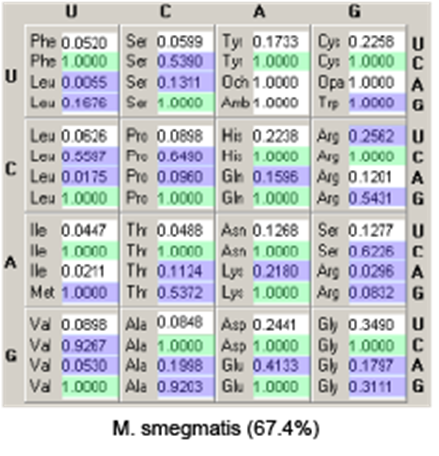 U C A G
Phe 0.0520 Ser 0.0599 Tyr 0.1733 Cys 0.2258 U
Phe 1.0000 Ser 0.5390 Tyr 1.0000 Cys 1.0000 C
U Leu 0.0055 Ser 0.1311 Och 1.0000 Opa 1.0000 A
Leu 0.1676 Ser 1.0000 Amb 1.0000 Trp 1.0000 G
Leu 0.0626 Pro 0.0898 His 0.2238 Arg 0.2562 U
C Leu 0.5587 Pro 0.6490 His 1.0000 Arg 1.0000 C
Leu 0.0175 Pro 0.0960 Gln 0.1596 Arg 0.1201 A
Leu 1.0000 Pro 1.0000 Gln 1.0000 Arg 0.5431 G
Ile 0.0447 Thr 0.0488 Asn 0.1268 Ser 0.1277 U
A Ile 1.0000 Thr 1.0000 Asn 1.0000 Ser 0.6226 C
Ile 0.0211 Thr 0.1124 Lys 0.2180 Arg 0.0296 A
Met 1.0000 Thr 0.5372 Lys 1.0000 Arg 0.0832 G
Val 0.0898 Ala 0.0848 Asp 0.2441 Gly 0.3490 U
G Val 0.9267 Ala 1.0000 Asp 1.0000 Gly 1.0000 C
Val 0.0530 Ala 0.1998 Glu 0.4133 Gly 0.1797 A
Val 1.0000 Ala 0.9203 Glu 1.0000 Gly 0.3111 G
M. smegmatis (67.4%)